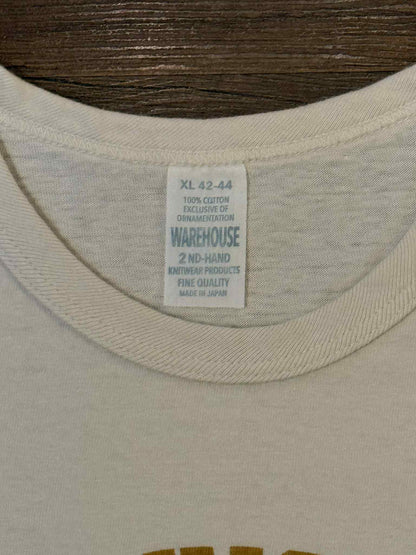 XL 42-44
100% COTTON
EXCLUSIVE OF
ORNAMENTATION
WAREHOUSE
2 ND-HAND
KNITWEAR PRODUCTS
FINE QUALITY
MADE IN JAPAN